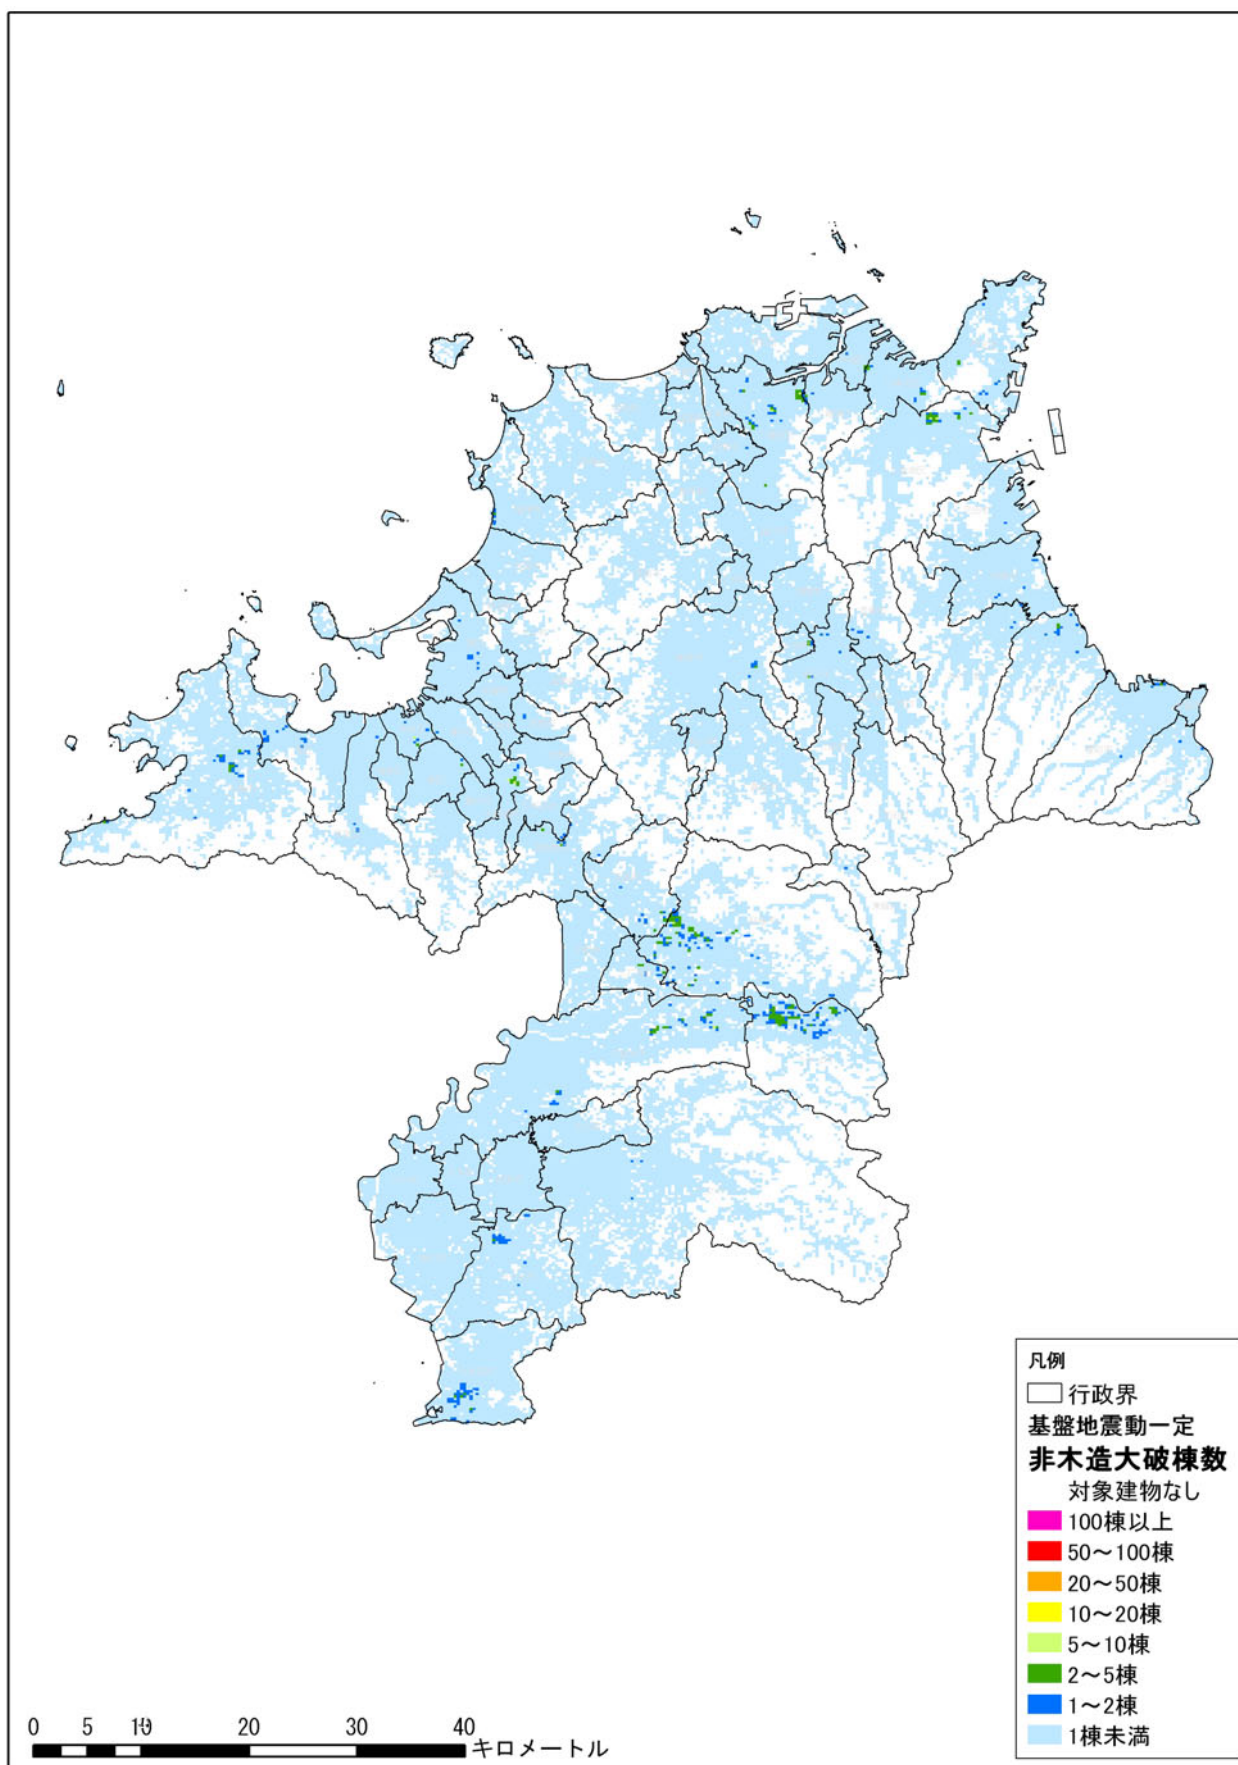 凡例
行政界
基盤地震動一定
非木造大破棟数
対象建物なし
100棟以上
50～100棟
20～50棟
10～20棟
5～10棟
2～5棟
1～2棟
1棟未満
0 5 10 20 30 40
キロメートル